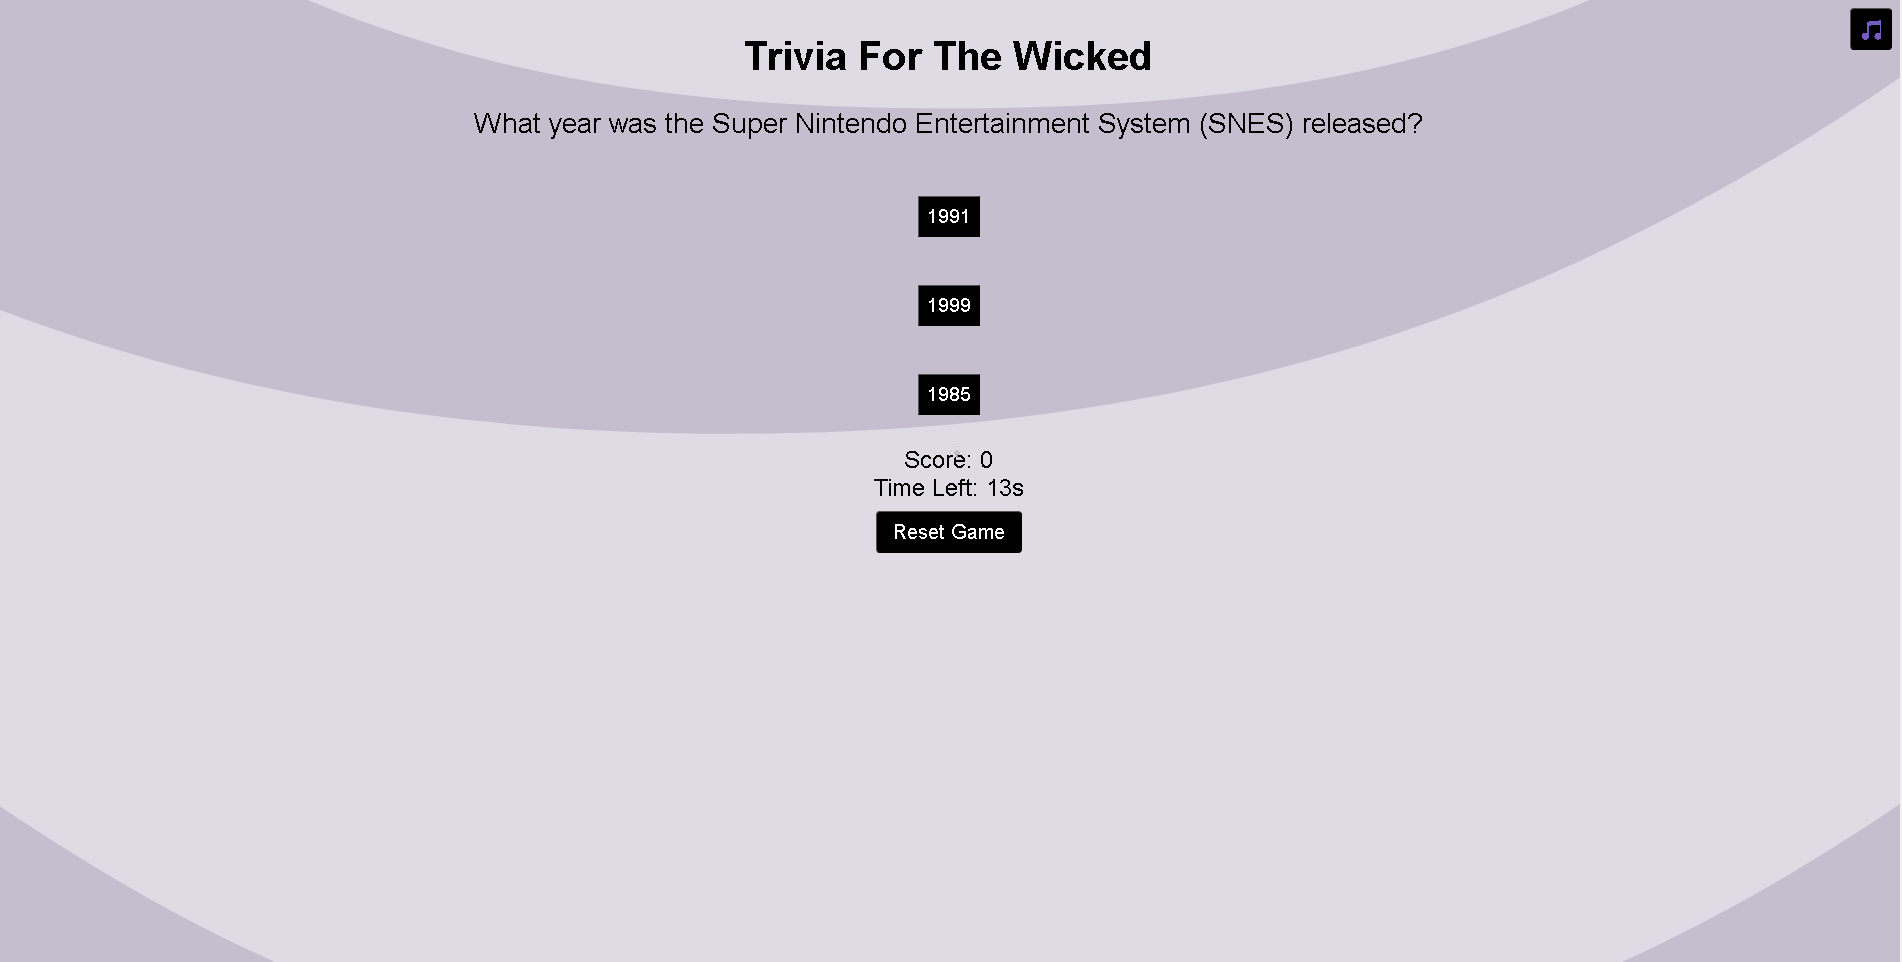 Trivia For The Wicked
What year was the Super Nintendo Entertainment System (SNES) released?
1991
1999
1985
Score: 0
Time Left: 13s
Reset Game